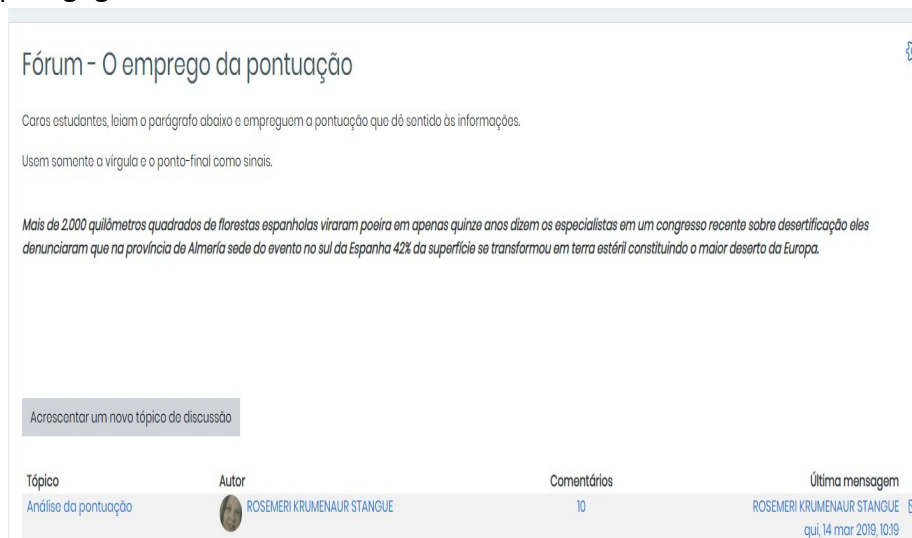 Fórum - O emprego da pontuação
Caros estudantes, leiam o parágrafo abaixo e empreguem a pontuação que dê sentido às informações.
Usem somente a vírgula e o ponto-final como sinais.
Mais de 2.000 quilômetros quadrados de florestas espanholas viraram poeira em apenas quinze anos dizem os especialistas em um congresso recente sobre desertificação eles
denunciaram que na província de Almería sede do evento no sul da Espanha 42% da superfície se transformou em terra estéril constituindo o maior deserto da Europa.
Acrescentar um novo tópico de discussão
Tópico Autor Comentários Última mensagem
Análise da pontuação ROSEMERI KRUMENAUR STANGUE 10 ROSEMERI KRUMENAUR STANGUE
qui, 14 mar 2019, 10:19